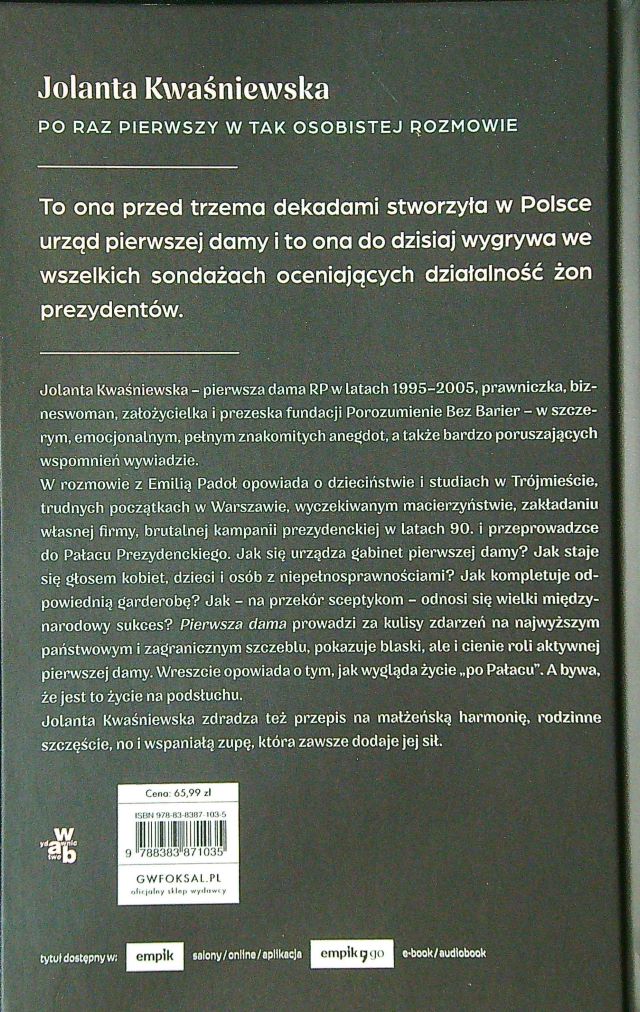 Jolanta Kwaśniewska
PO RAZ PIERWSZY W TAK OSOBISTEJ ROZMOWIE
To ona przed trzema dekadami stworzyła w Polsce
urząd pierwszej damy i to ona do dzisiaj wygrywa we
wszelkich sondażach oceniających działalność żon
prezydentów.
Jolanta Kwaśniewska – pierwsza dama RP w latach 1995–2005, prawniczka, biz-
neswoman, założycielka i prezeska fundacji Porozumienie Bez Barier – w szcze-
rym, emocjonalnym, pełnym znakomitych anegdot, a także bardzo poruszających
wspomnień wywiadzie.
W rozmowie z Emilią Padoł opowiada o dzieciństwie i studiach w Trójmieście,
trudnych początkach w Warszawie, wyczekiwanym macierzyństwie, zakładaniu
własnej firmy, brutalnej kampanii prezydenckiej w latach 90. i przeprowadzce
do Pałacu Prezydenckiego. Jak się urządza gabinet pierwszej damy? Jak staje
się głosem kobiet, dzieci i osób z niepełnosprawnościami? Jak kompletuje od-
powiednią garderobę? Jak – na przekór sceptykom – odnosi się wielki między-
narodowy sukces? Pierwsza dama prowadzi za kulisy zdarzeń na najwyższym
państwowym i zagranicznym szczeblu, pokazuje blaski, ale i cienie roli aktywnej
pierwszej damy. Wreszcie opowiada o tym, jak wygląda życie „po Pałacu”. A bywa,
że jest to życie na podsłuchu.
Jolanta Kwaśniewska zdradza też przepis na małżeńską harmonię, rodzinne
szczęście, no i wspaniałą zupę, która zawsze dodaje jej sił.
Cena: 65,99 zł
ISBN 978-83-8387-103-5
9 788383 871035
GWFOKSAL.PL
oficjalny sklep wydawcy
w
yd a wnic
two ab
tytuł dostępny w:
empik
salony/online/aplikacja
empik go
e-book/audiobook